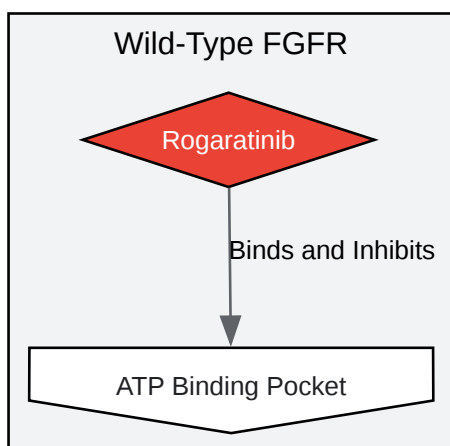 Wild-Type FGFR
Rogaratinib
Binds and Inhibits
ATP Binding Pocket